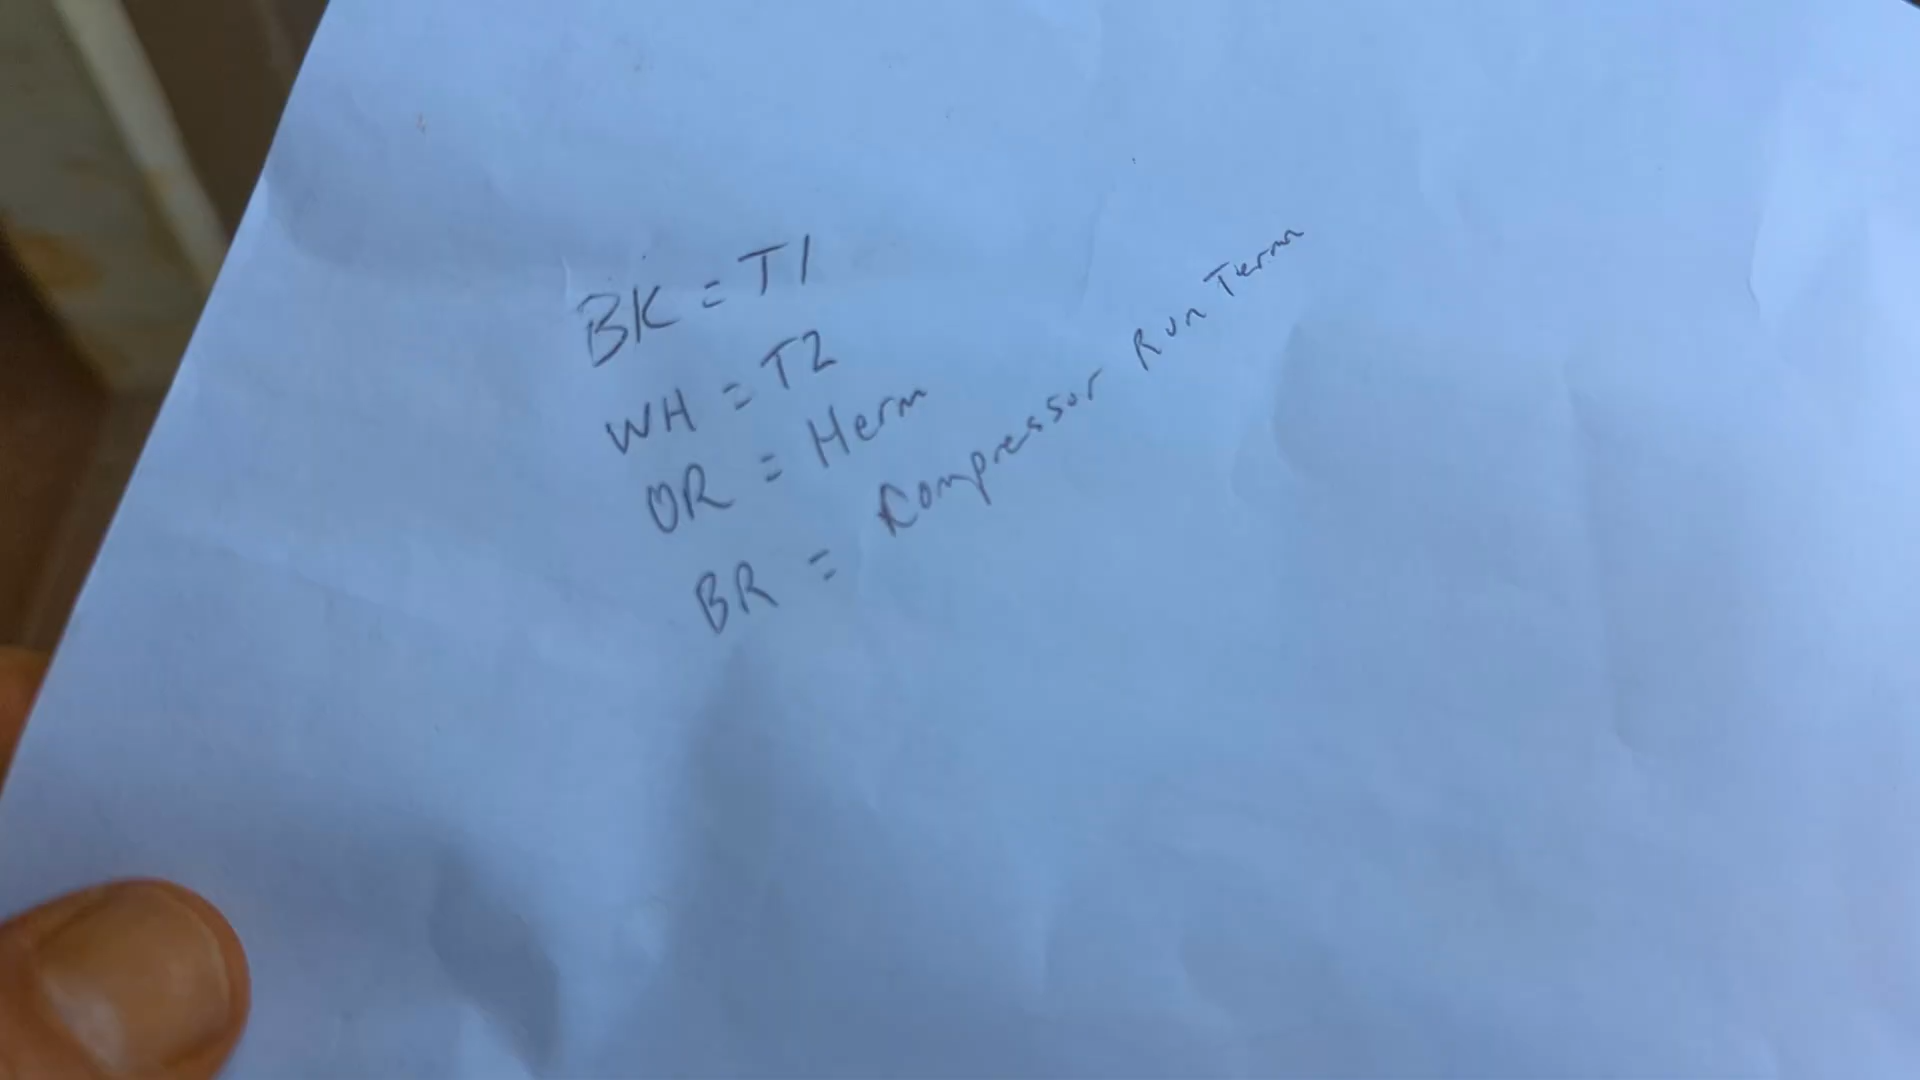 BK = T1
WH = T2
OR = Herm
BR = Compressor Run Term